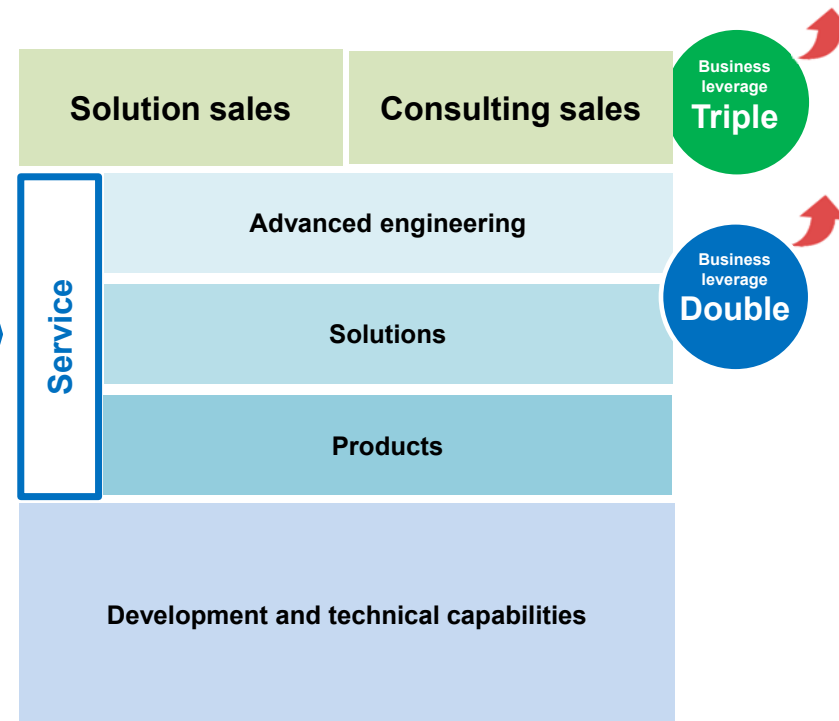 Solution sales
Consulting sales
Business
leverage
Triple
Service
Advanced engineering
Business
leverage
Double
Solutions
Products
Development and technical capabilities